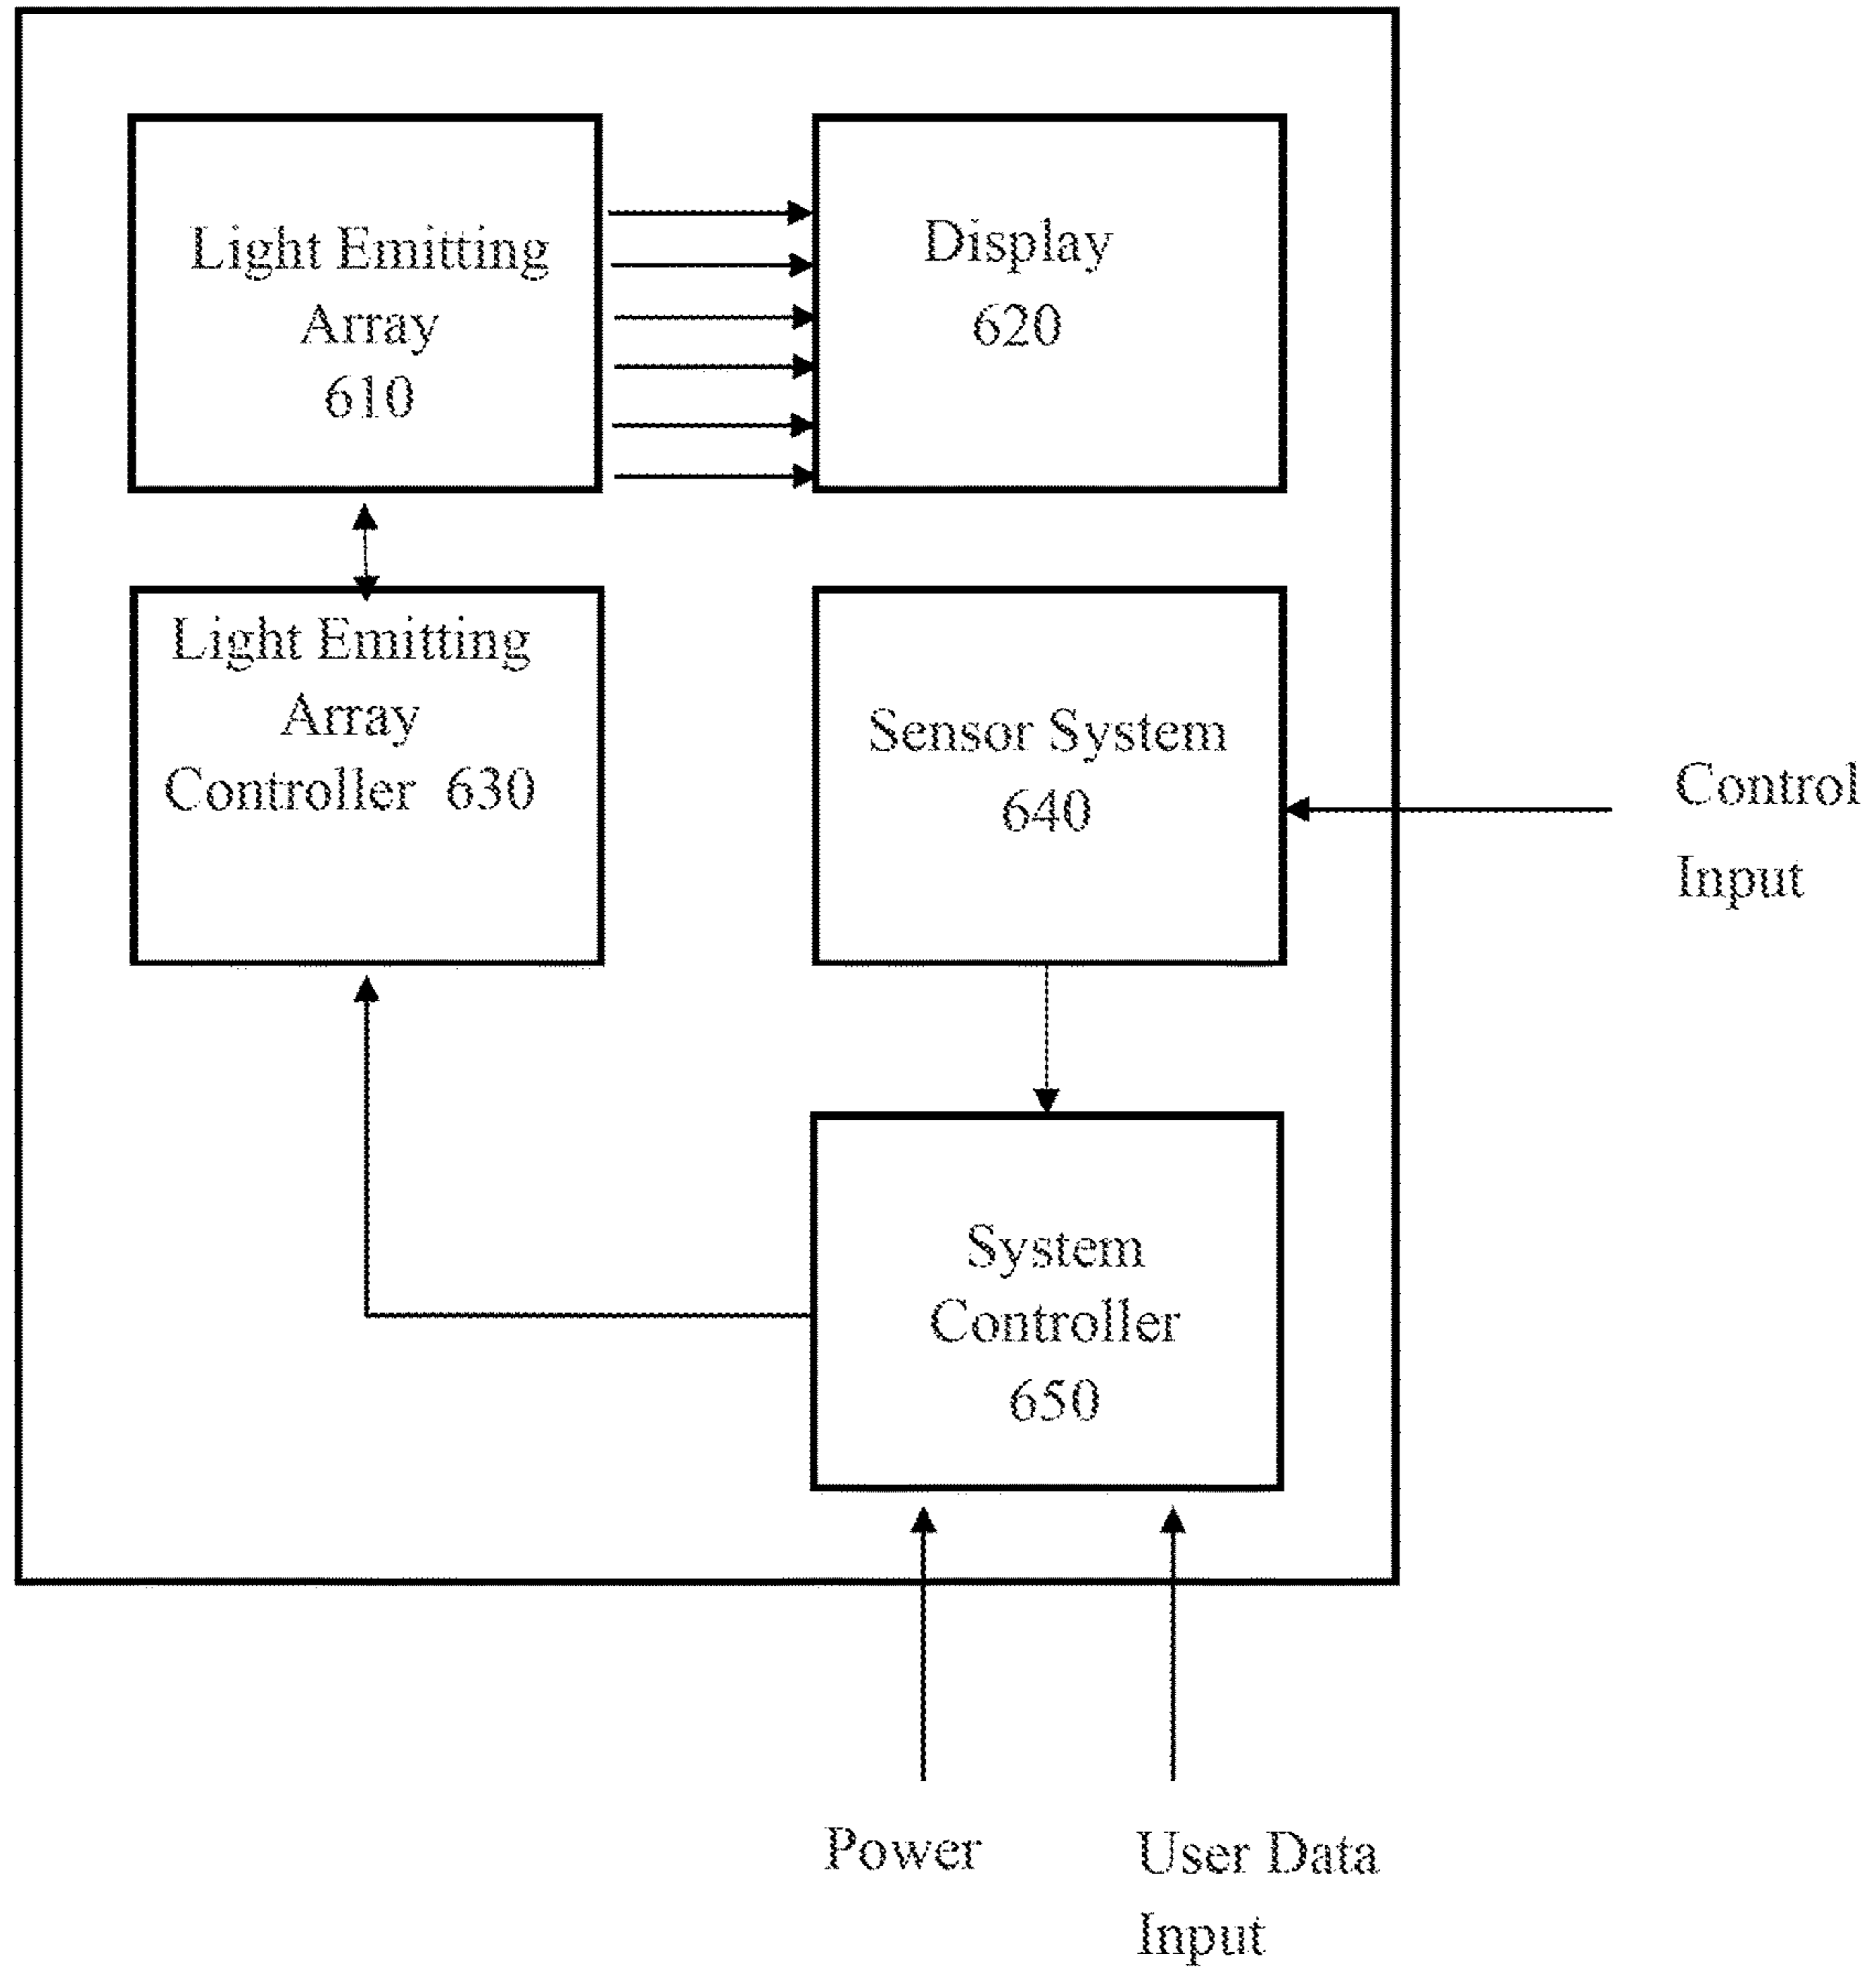 Light Emitting
Array
610
Display
620
Light Emitting
Array
Controller 630
Sensor System
640
Control
Input
System
Controller
650
Power
User Data
Input